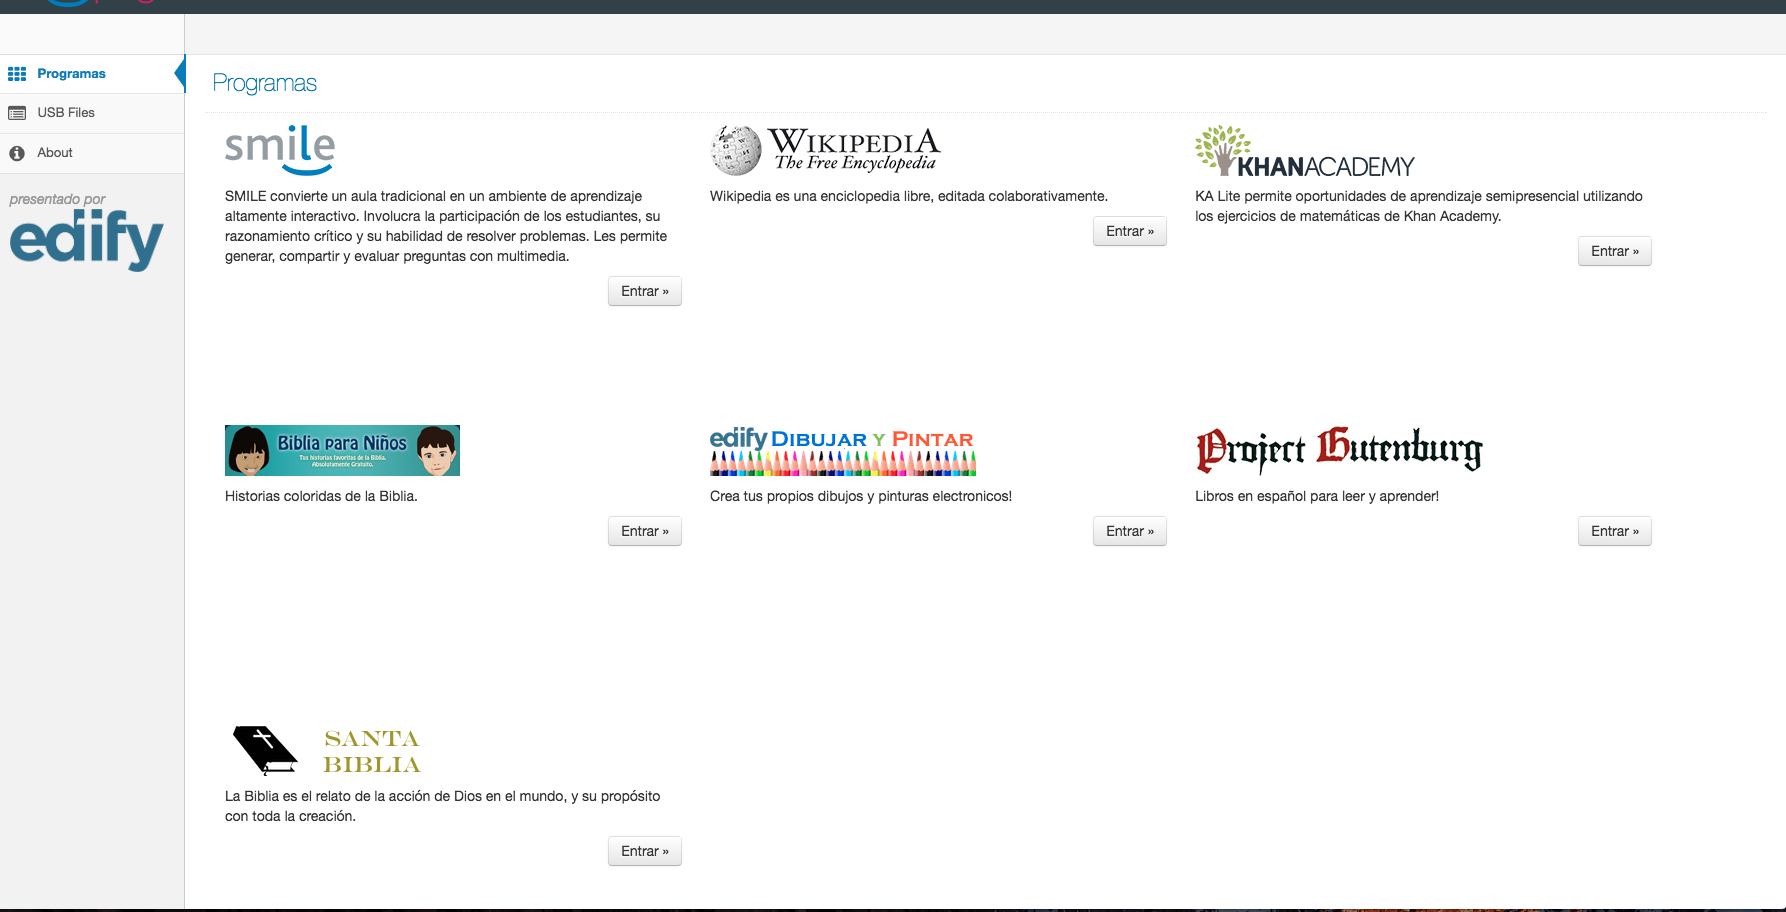 Programas
USB Files
About
presentado por
edify
Programas
smile
SMILE convierte un aula tradicional en un ambiente de aprendizaje
altamente interactivo. Involucra la participación de los estudiantes, su
razonamiento crítico y su habilidad de resolver problemas. Les permite
generar, compartir y evaluar preguntas con multimedia.
Entrar »
WIKIPEDIA
The Free Encyclopedia
Wikipedia es una enciclopedia libre, editada colaborativamente.
Entrar »
KHANACADEMY
KA Lite permite oportunidades de aprendizaje semipresencial utilizando
los ejercicios de matemáticas de Khan Academy.
Entrar »
Biblia para Niños
Tus historias favoritas de la Biblia.
Absolutamente Gratuito.
Historias coloridas de la Biblia.
Entrar »
edify DIBUJAR Y PINTAR
Crea tus propios dibujos y pinturas electronicos!
Entrar »
Project Gutenburg
Libros en español para leer y aprender!
Entrar »
SANTA
BIBLIA
La Biblia es el relato de la acción de Dios en el mundo, y su propósito
con toda la creación.
Entrar »